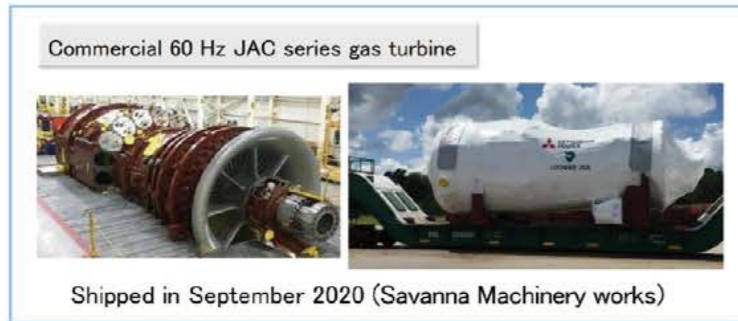 Commercial 60 Hz JAC series gas turbine
Shipped in September 2020 (Savanna Machinery works)